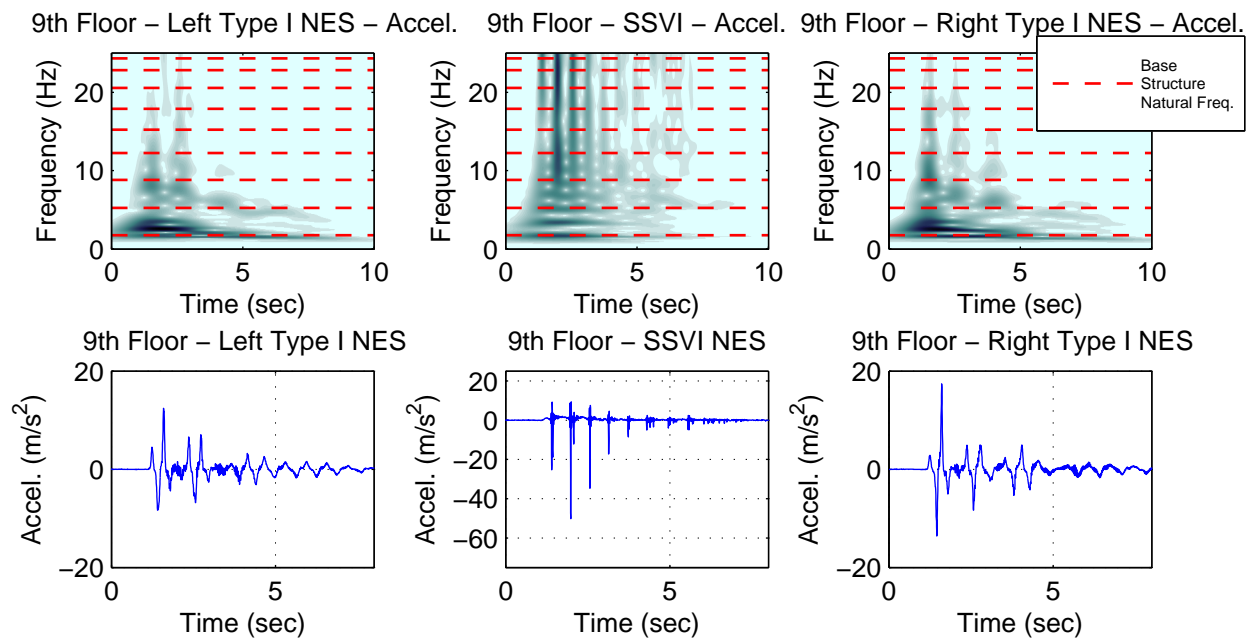 9th Floor – Left Type I NES – Accel.
9th Floor – SSVI – Accel.
9th Floor – Right Type I NES – Accel.
Base
Structure
Natural Freq.
Frequency (Hz)
20
10
0
0
5
10
Time (sec)
Frequency (Hz)
20
10
0
0
5
10
Time (sec)
Frequency (Hz)
20
10
0
0
5
10
Time (sec)
9th Floor – Left Type I NES
Accel. (m/s²)
20
0
−20
0
5
Time (sec)
9th Floor – SSVI NES
Accel. (m/s²)
20
0
−20
−40
−60
0
5
Time (sec)
9th Floor – Right Type I NES
Accel. (m/s²)
20
0
−20
0
5
Time (sec)